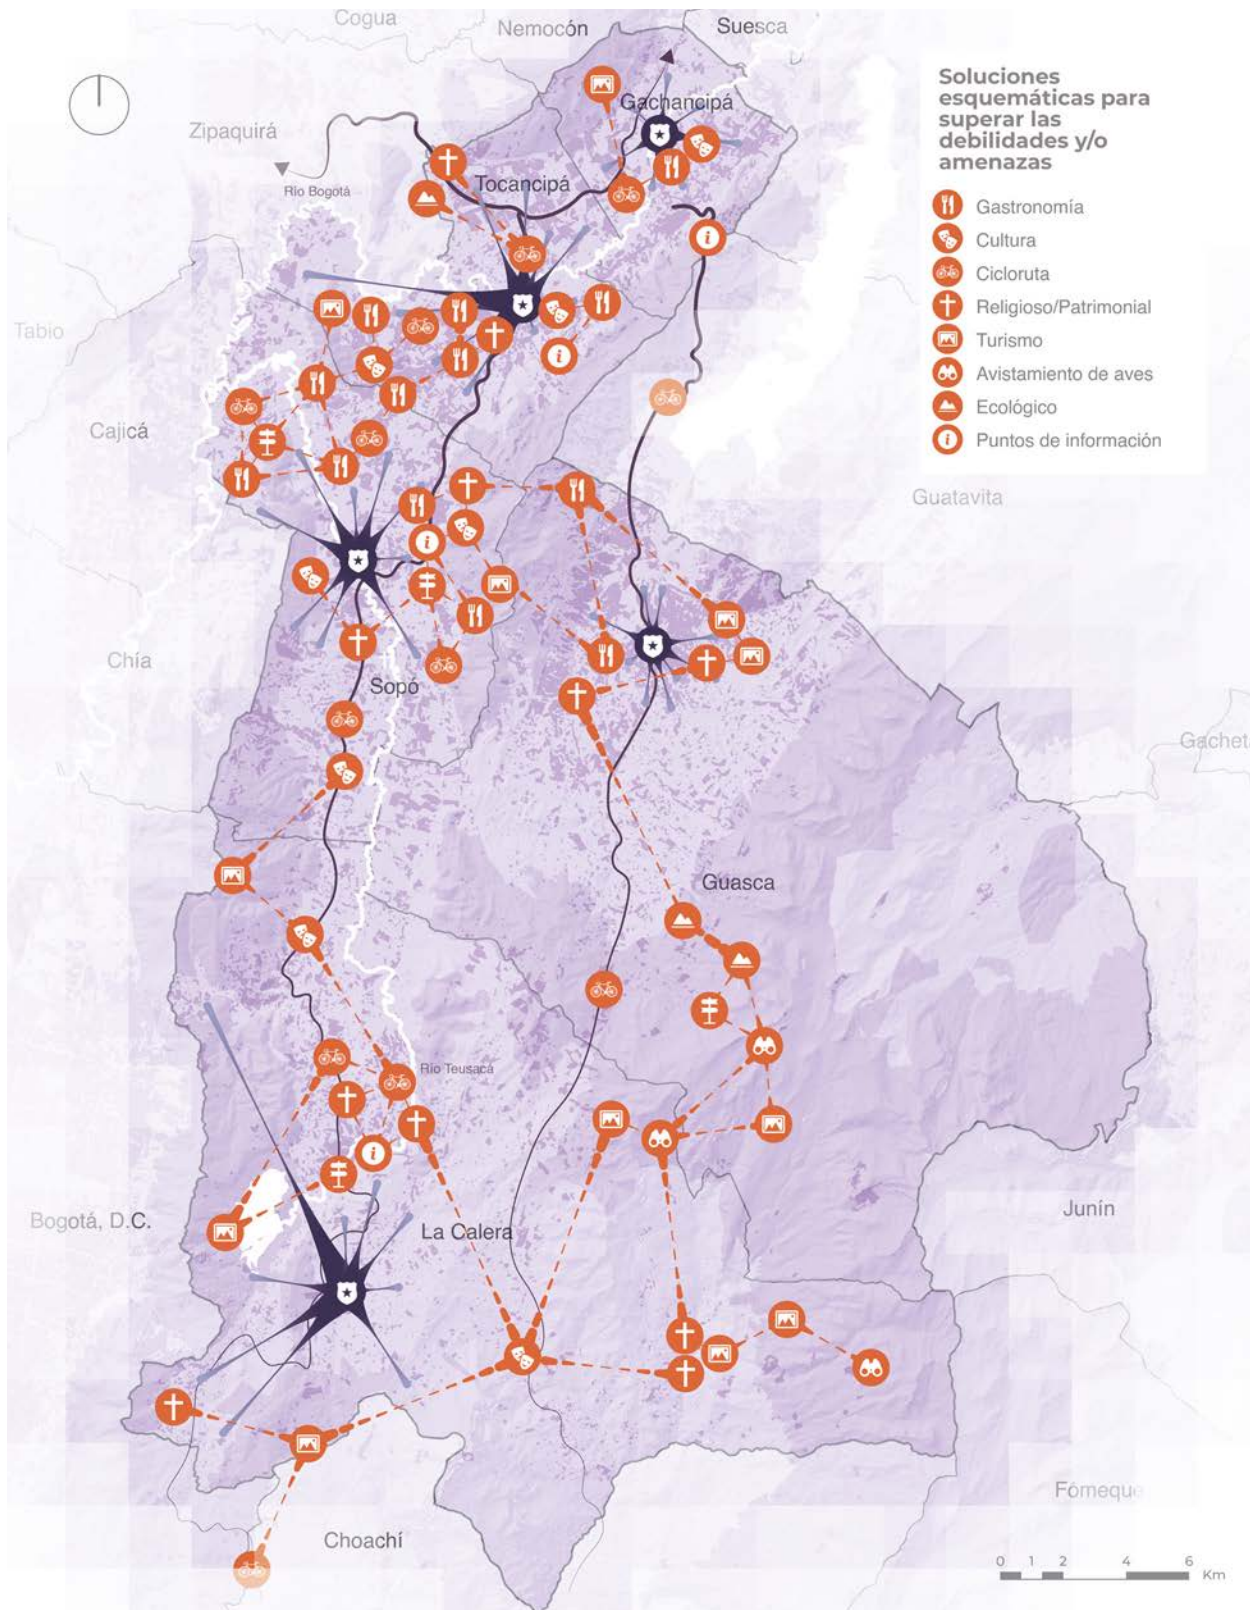 Cogua
Nemocón
Suesca
Soluciones
esquemáticas para
superar las
debilidades y/o
amenazas
Gachancipá
Zipaquirá
Tocancipá
Río Bogotá
Gastronomía
Cultura
Cicloruta
Religioso/Patrimonial
Turismo
Avistamiento de aves
Ecológico
Puntos de información
Tabio
Cajicá
Guatavita
Chía
Sopó
Gachet
Guasca
Río Teusacá
Junín
Bogotá, D.C.
La Calera
Fómeque
Choachí
0 1 2 4 6
Km